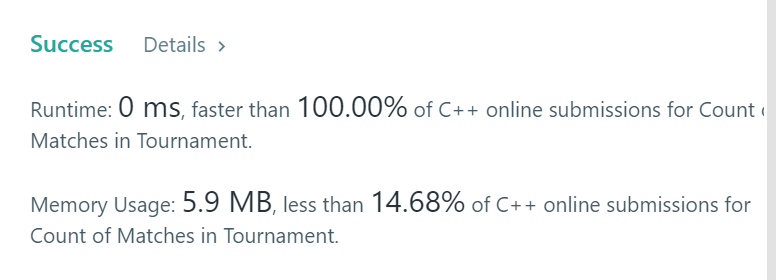 Success Details >
Runtime: 0 ms, faster than 100.00% of C++ online submissions for Count
Matches in Tournament.
Memory Usage: 5.9 MB, less than 14.68% of C++ online submissions for
Count of Matches in Tournament.